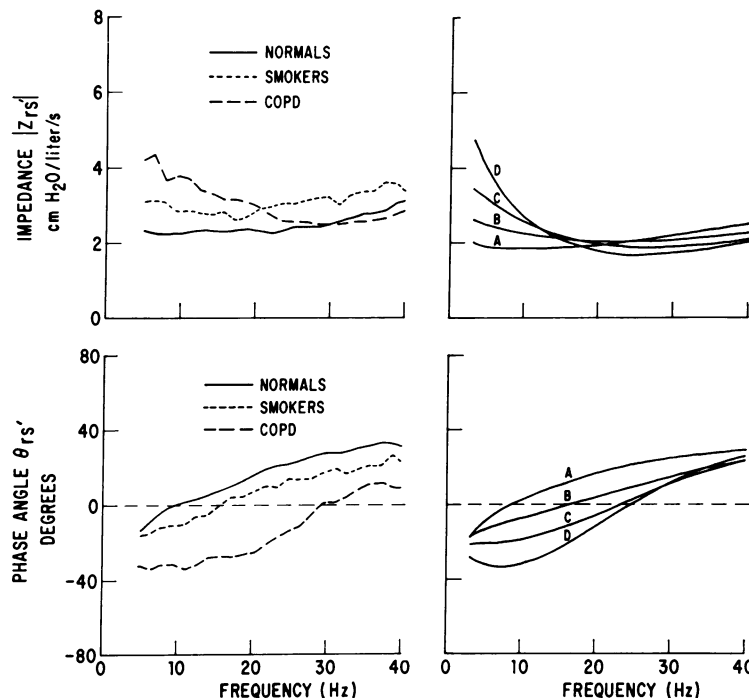 8
6
4
2
0
IMPEDANCE |Zrs'|
cm H2O/liter/s
NORMALS
SMOKERS
COPD
D
C
B
A
40
0
-40
-80
PHASE ANGLE θrs'
DEGREES
NORMALS
SMOKERS
COPD
A
B
C
D
0 10 20 30 40
FREQUENCY (Hz)
0 10 20 30 40
FREQUENCY (Hz)